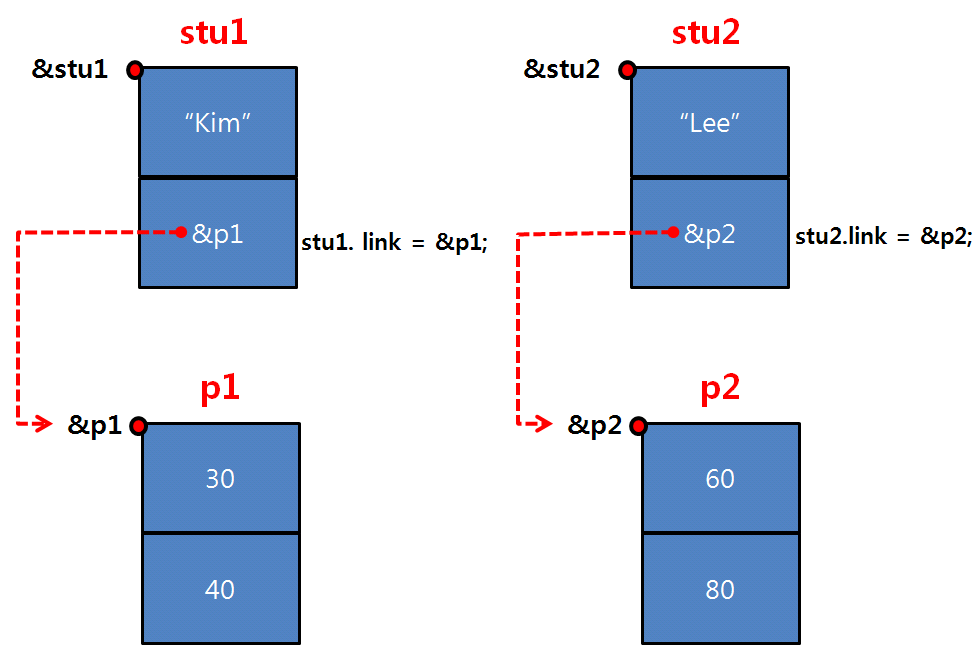 stu1
&stu1
“Kim”
&p1
stu1. link = &p1;
p1
&p1
30
40
stu2
&stu2
“Lee”
&p2
stu2.link = &p2;
p2
&p2
60
80